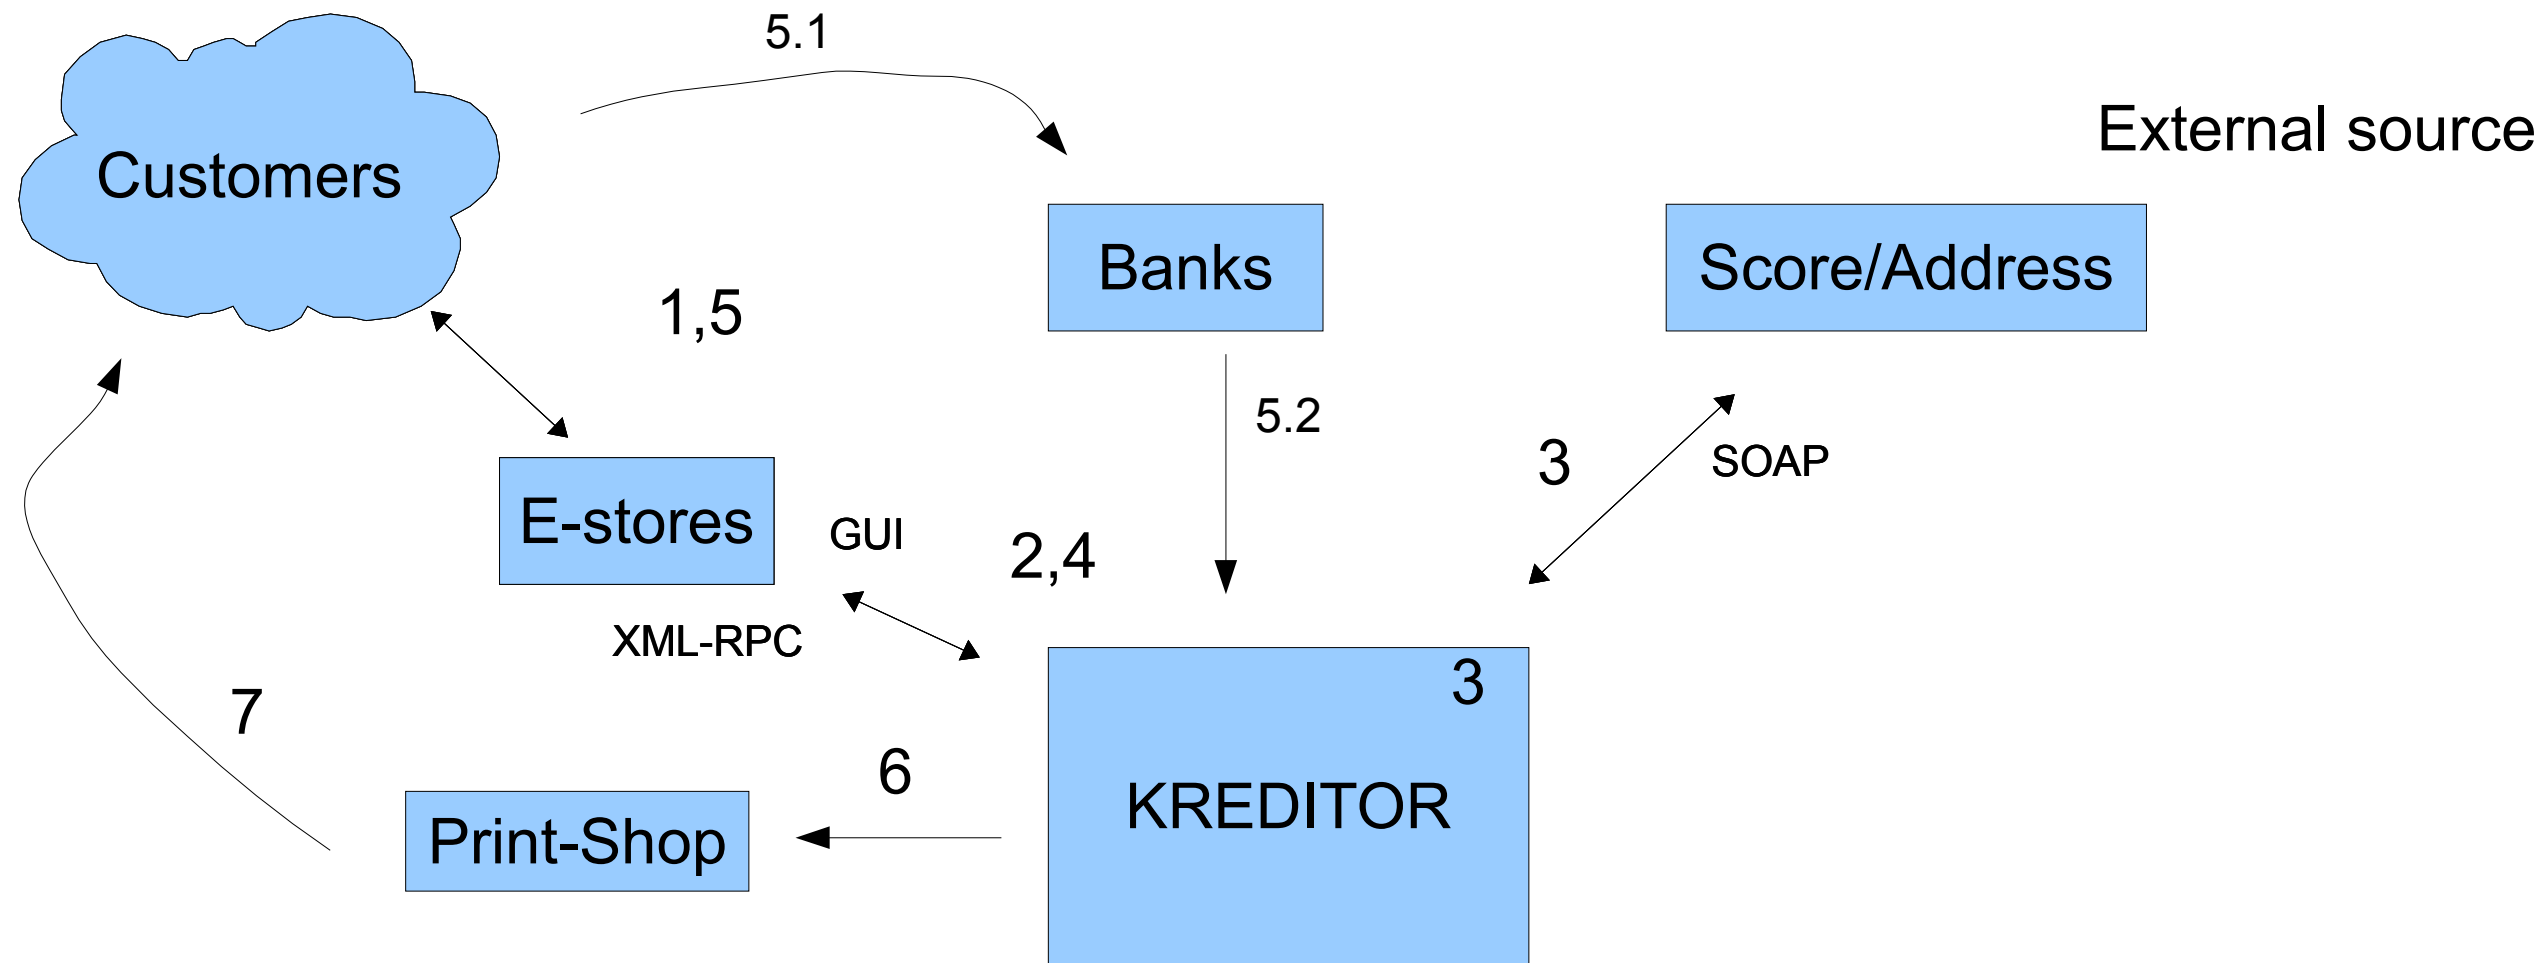 5.1
External source
Customers
Banks
Score/Address
1,5
5.2
3
SOAP
E-stores
GUI
2,4
XML-RPC
3
7
6
KREDITOR
Print-Shop